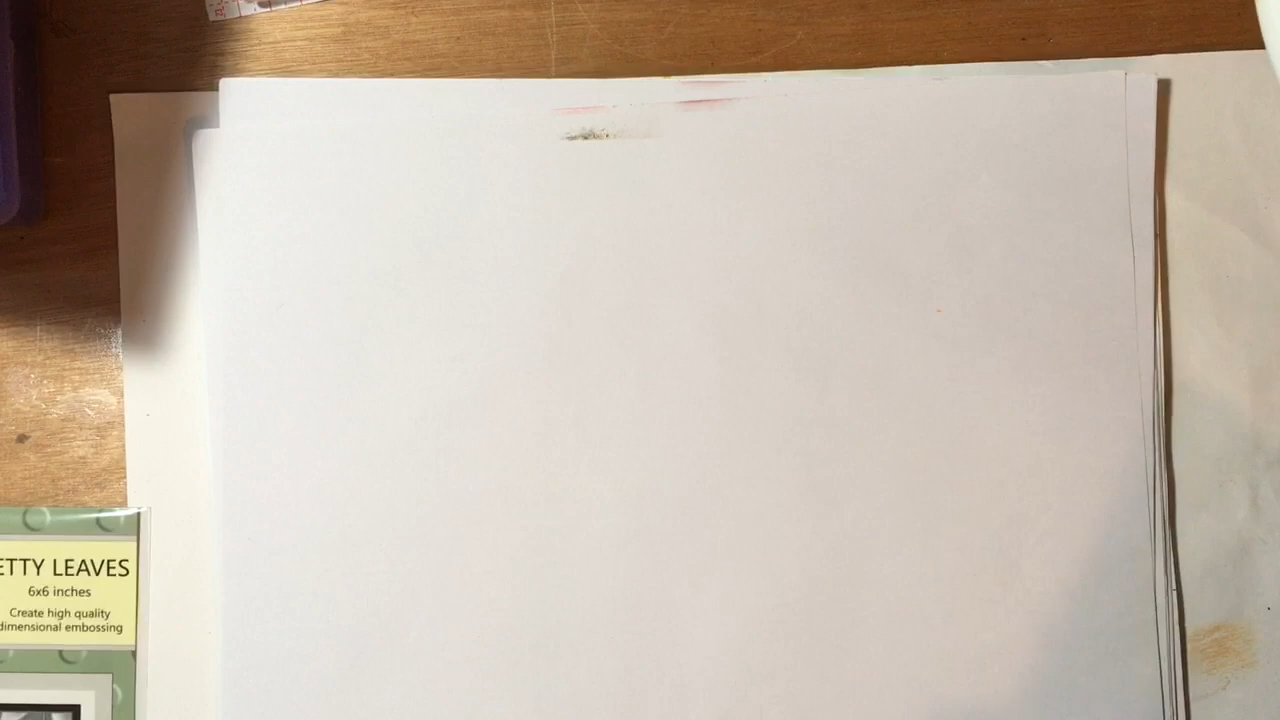 ETTY LEAVES
6x6 inches
Create high quality
dimensional embossing